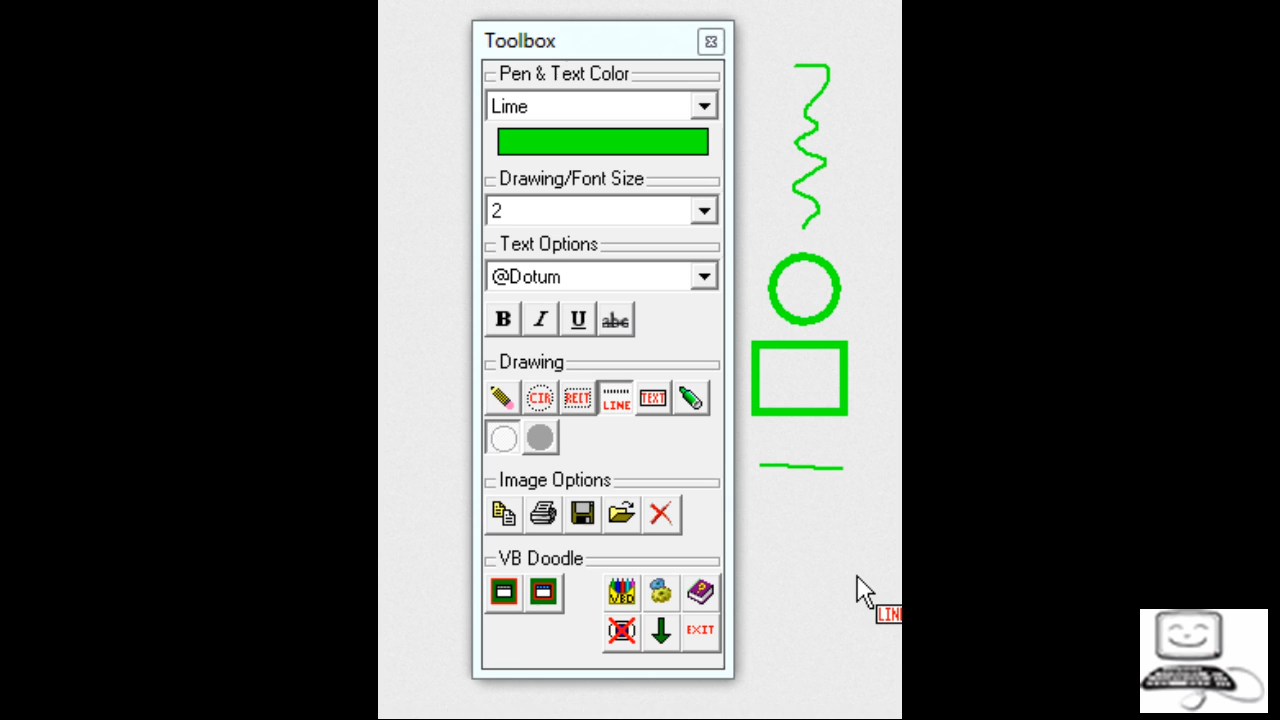 Toolbox
Pen & Text Color
Lime
Drawing/Font Size
2
Text Options
@Dotum
B I U abc
Drawing
CIR RECT LINE TEXT
Image Options
VB Doodle
VBD
EXIT
LINE